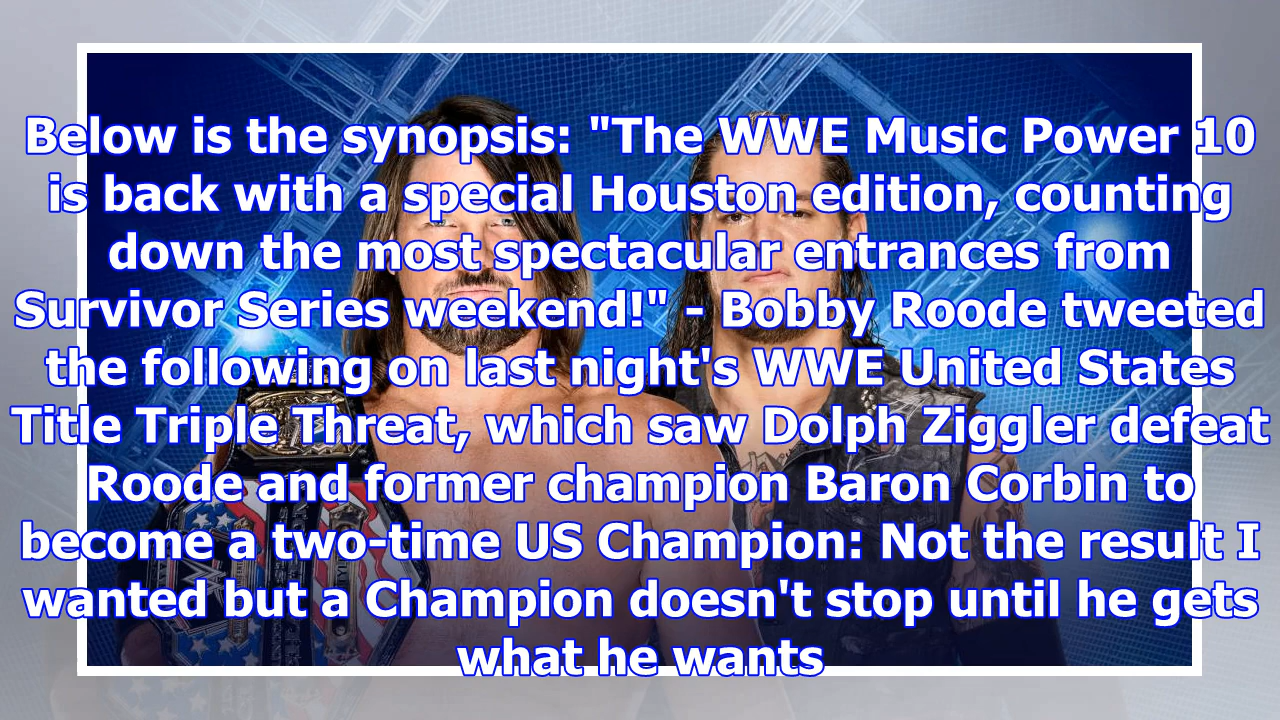 Below is the synopsis: "The WWE Music Power 10
is back with a special Houston edition, counting
down the most spectacular entrances from
Survivor Series weekend!" - Bobby Roode tweeted
the following on last night's WWE United States
Title Triple Threat, which saw Dolph Ziggler defeat
Roode and former champion Baron Corbin to
become a two-time US Champion: Not the result I
wanted but a Champion doesn't stop until he gets
what he wants